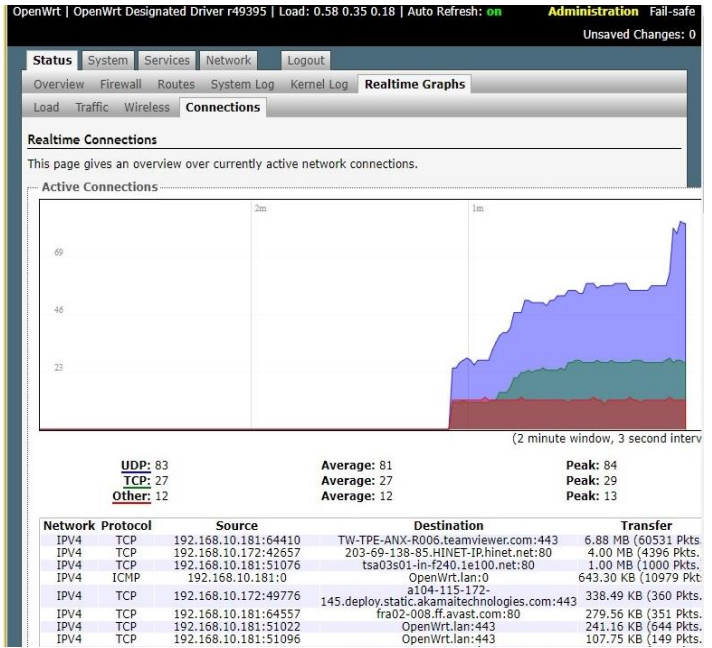 OpenWrt | OpenWrt Designated Driver r49395 | Load: 0.58 0.35 0.18 | Auto Refresh: on Administration Fail-safe
Unsaved Changes: 0
Status System Services Network Logout
Overview Firewall Routes System Log Kernel Log Realtime Graphs
Load Traffic Wireless Connections
Realtime Connections
This page gives an overview over currently active network connections.
Active Connections
2m 1m
69
46
23
(2 minute window, 3 second interv
UDP: 83 Average: 81 Peak: 84
TCP: 27 Average: 27 Peak: 29
Other: 12 Average: 12 Peak: 13
Network Protocol Source Destination Transfer
IPV4 TCP 192.168.10.181:64410 TW-TPE-ANX-R006.teamviewer.com:443 6.88 MB (60531 Pkts.
IPV4 TCP 192.168.10.172:42657 203-69-138-85.HINET-IP.hinet.net:80 4.00 MB (4396 Pkts.
IPV4 TCP 192.168.10.181:51076 tsa03s01-in-f240.1e100.net:80 1.00 MB (1000 Pkts.
IPV4 ICMP 192.168.10.181:0 OpenWrt.lan:0 643.30 KB (10979 Pkt
IPV4 TCP 192.168.10.172:49776 a104-115-172-
145.deploy.static.akamaitechnologies.com:443 338.49 KB (360 Pkts.
IPV4 TCP 192.168.10.181:64557 fra02-008.ff.avast.com:80 279.56 KB (351 Pkts.
IPV4 TCP 192.168.10.181:51022 OpenWrt.lan:443 241.16 KB (644 Pkts.
IPV4 TCP 192.168.10.181:51096 OpenWrt.lan:443 107.75 KB (149 Pkts.